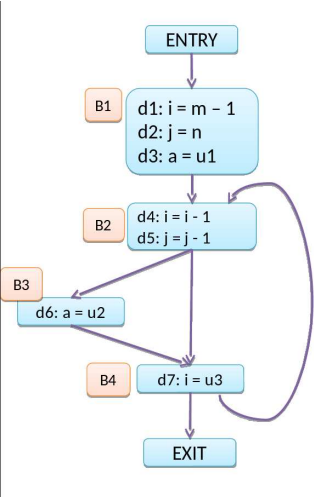 ENTRY
B1
d1: i = m – 1
d2: j = n
d3: a = u1
B2
d4: i = i - 1
d5: j = j - 1
B3
d6: a = u2
B4
d7: i = u3
EXIT